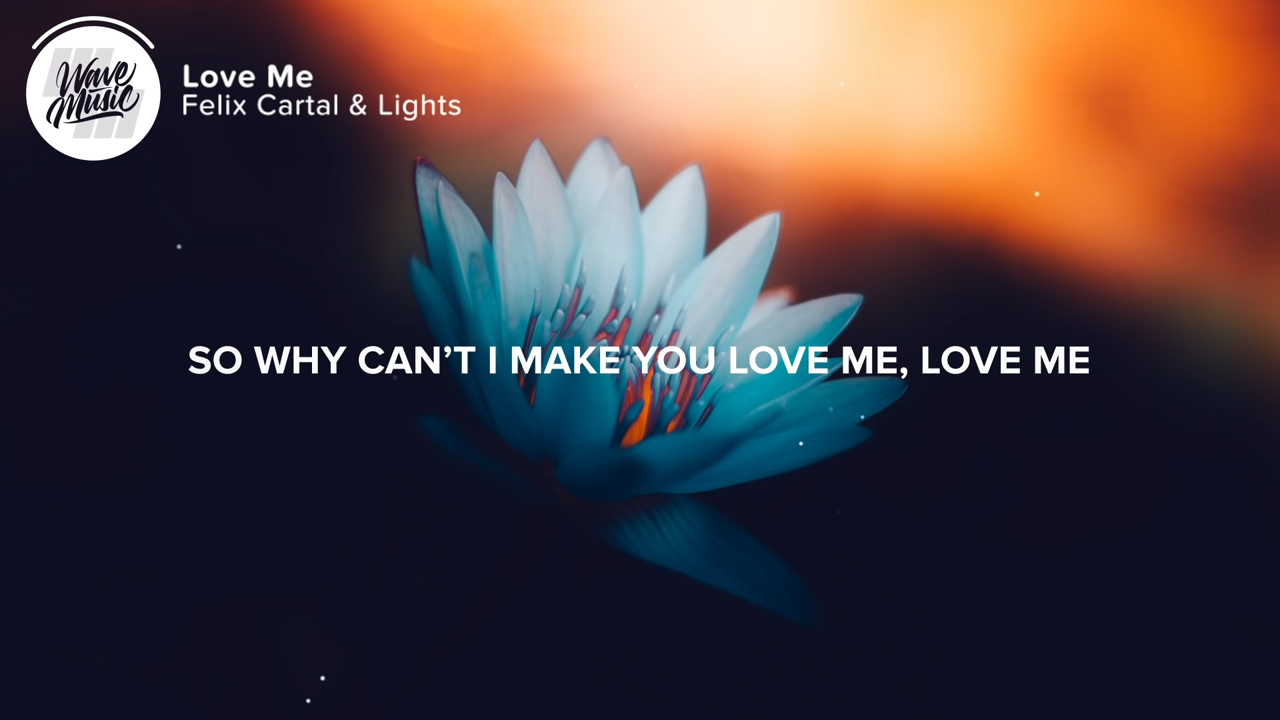 Wave
Music
Love Me
Felix Cartal & Lights
SO WHY CAN’T I MAKE YOU LOVE ME, LOVE ME